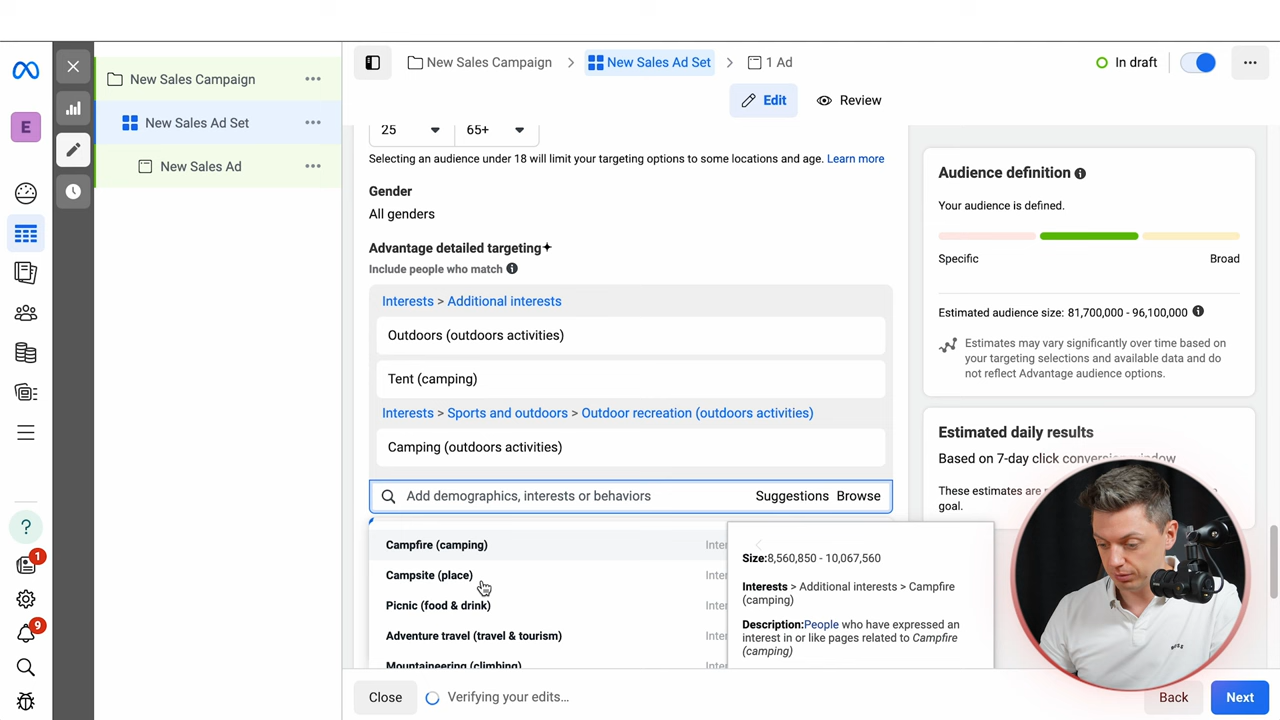 New Sales Campaign
New Sales Ad Set
1 Ad
In draft
Edit
Review
E
New Sales Campaign
New Sales Ad Set
New Sales Ad
25
65+
Selecting an audience under 18 will limit your targeting options to some locations and age. Learn more
Gender
All genders
Advantage detailed targeting+
Include people who match
Interests > Additional interests
Outdoors (outdoors activities)
Tent (camping)
Interests > Sports and outdoors > Outdoor recreation (outdoors activities)
Camping (outdoors activities)
Add demographics, interests or behaviors
Suggestions
Browse
Campfire (camping)
Inter
Campsite (place)
Inter
Picnic (food & drink)
Inter
Adventure travel (travel & tourism)
Inter
Mountaineering (climbing)
Inter
Size:8,560,850 - 10,067,560
Interests > Additional interests > Campfire
(camping)
Description:People who have expressed an
interest in or like pages related to Campfire
(camping)
Audience definition
Your audience is defined.
Specific
Broad
Estimated audience size: 81,700,000 - 96,100,000
Estimates may vary significantly over time based on
your targeting selections and available data and do
not reflect Advantage audience options.
Estimated daily results
Based on 7-day click conversion window
These estimates are
goal.
?
1
9
Close
Verifying your edits...
Back
Next
BOSS